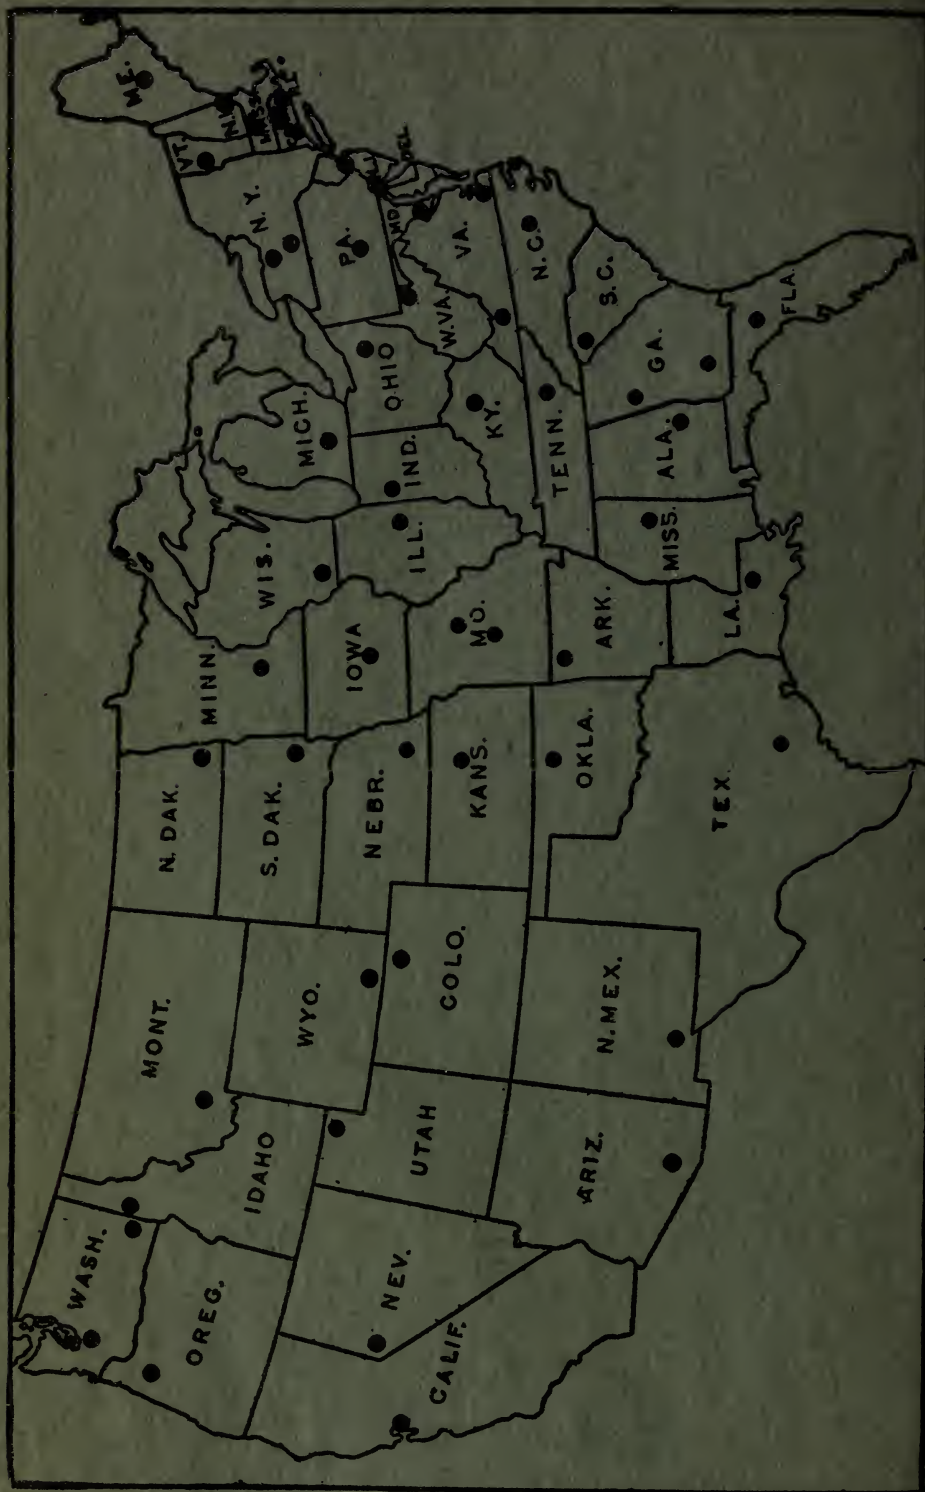 WASH.
OREG.
CALIF.
NEV.
IDAHO
MONT.
WYO.
UTAH
ARIZ.
COLO.
N. MEX.
N. DAK.
S. DAK.
NEBR.
KANS.
OKLA.
TEX.
MINN.
IOWA
MO.
ARK.
LA.
WIS.
ILL.
MICH.
IND.
OHIO
KY.
TENN.
MISS.
ALA.
GA.
FLA.
S. C.
N. C.
VA.
W. VA.
MD.
DEL.
PA.
N. Y.
VT.
MASS.
ME.